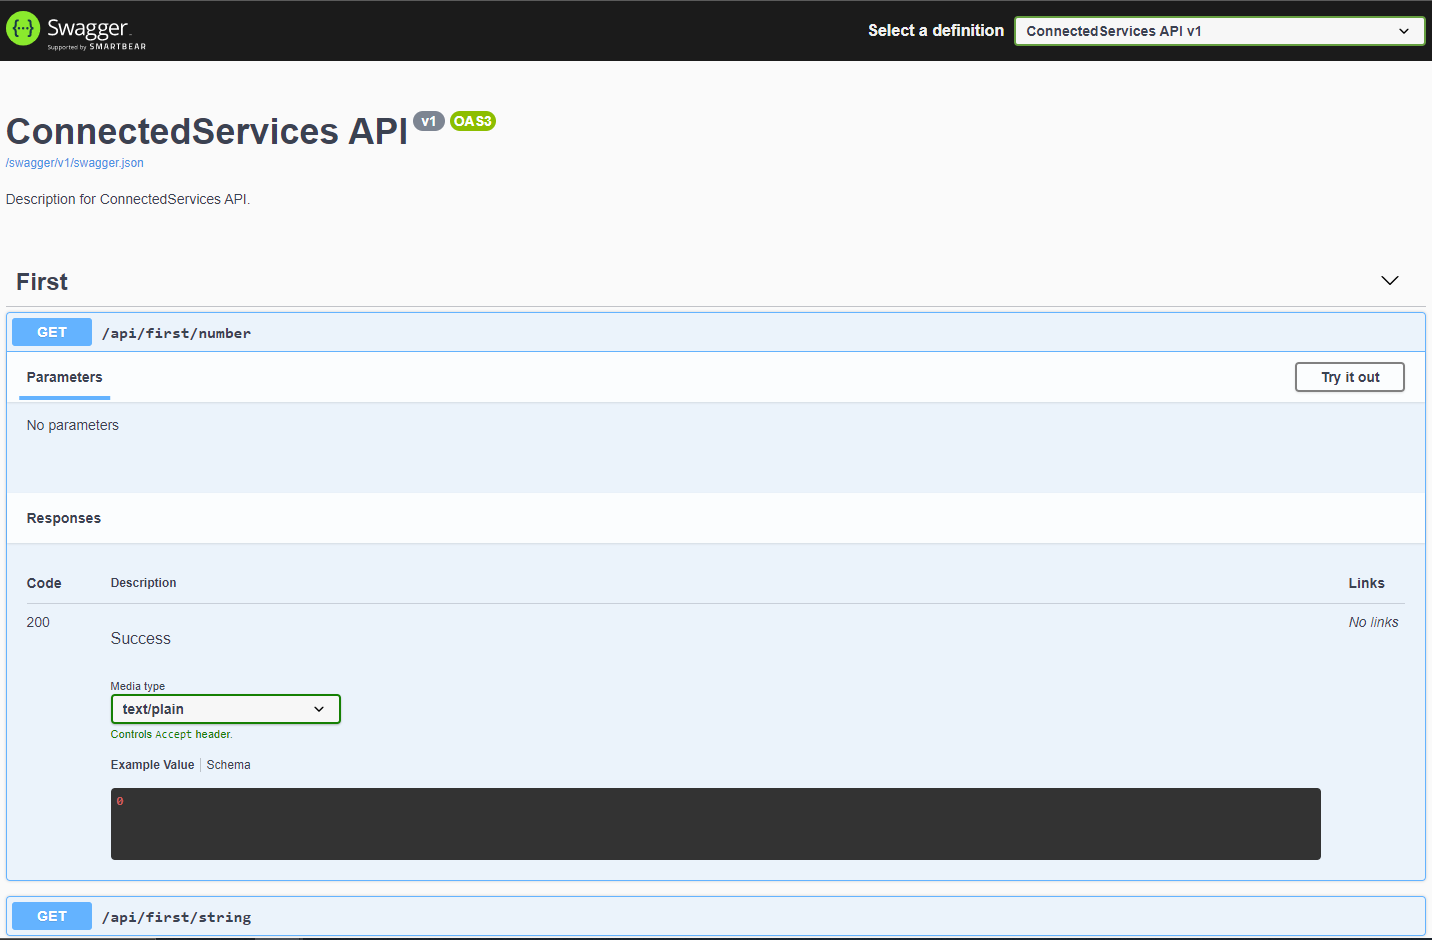 Swagger
Supported by SMARTBEAR
Select a definition
ConnectedServices API v1
ConnectedServices API v1 OAS3
/swagger/v1/swagger.json
Description for ConnectedServices API.
First
GET /api/first/number
Parameters
Try it out
No parameters
Responses
Code Description Links
200 Success No links
Media type
text/plain
Controls Accept header.
Example Value Schema
0
GET /api/first/string